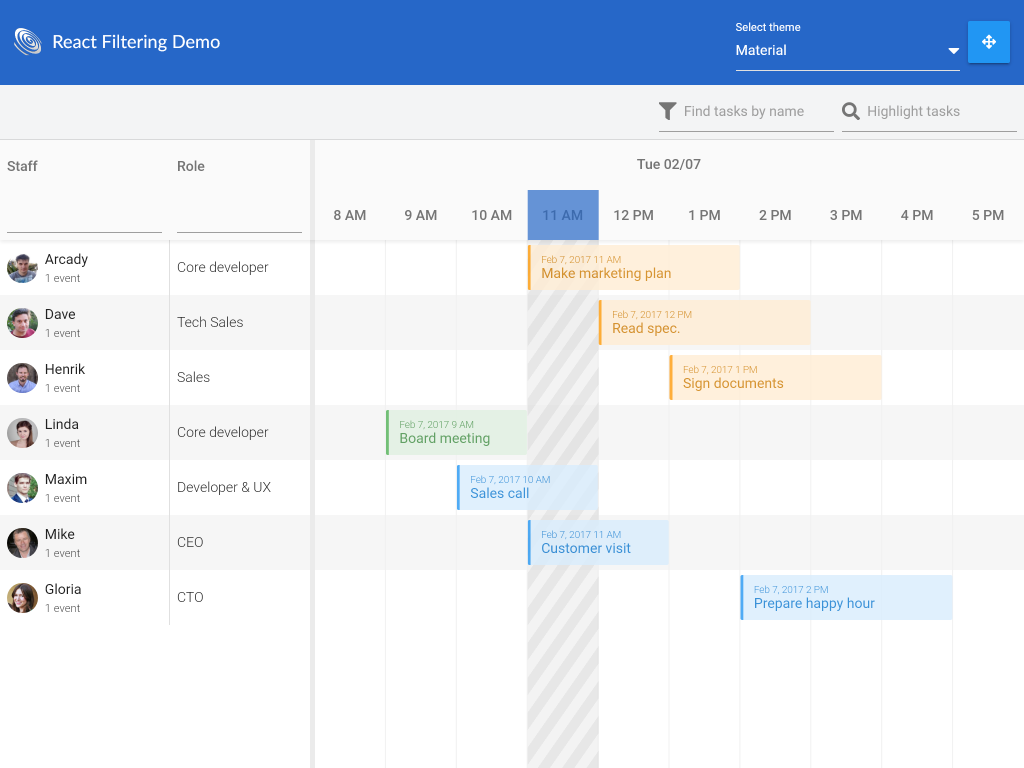 React Filtering Demo
Select theme
Material
Find tasks by name
Highlight tasks
Staff
Role
Tue 02/07
8 AM
9 AM
10 AM
11 AM
12 PM
1 PM
2 PM
3 PM
4 PM
5 PM
Arcady
1 event
Core developer
Feb 7, 2017 11 AM
Make marketing plan
Dave
1 event
Tech Sales
Feb 7, 2017 12 PM
Read spec.
Henrik
1 event
Sales
Feb 7, 2017 1 PM
Sign documents
Linda
1 event
Core developer
Feb 7, 2017 9 AM
Board meeting
Maxim
1 event
Developer & UX
Feb 7, 2017 10 AM
Sales call
Mike
1 event
CEO
Feb 7, 2017 11 AM
Customer visit
Gloria
1 event
CTO
Feb 7, 2017 2 PM
Prepare happy hour